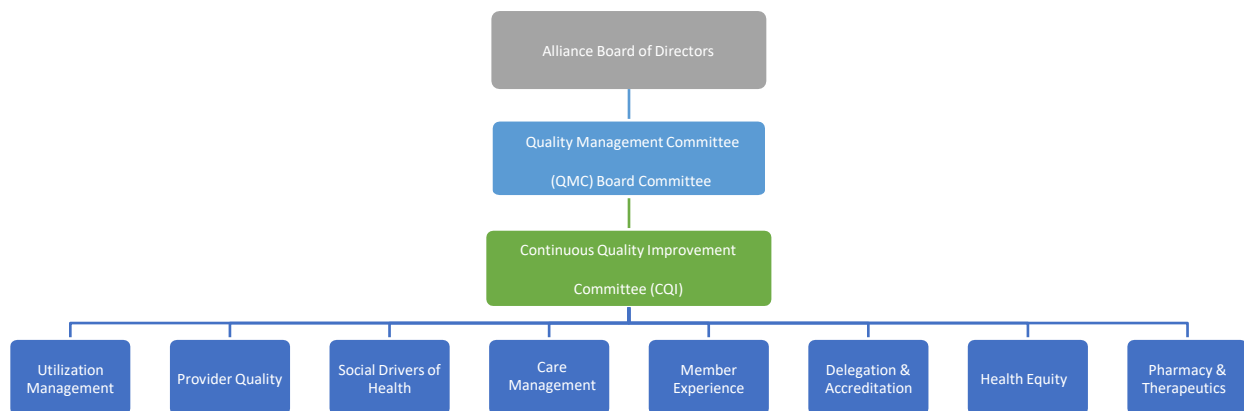 Alliance Board of Directors
Quality Management Committee
(QMC) Board Committee
Continuous Quality Improvement
Committee (CQI)
Utilization
Management
Provider Quality
Social Drivers of
Health
Care
Management
Member
Experience
Delegation &
Accreditation
Health Equity
Pharmacy &
Therapeutics